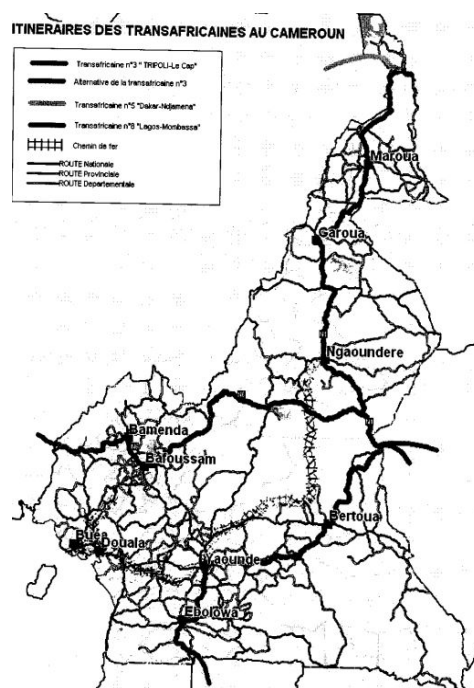 ITINERAIRES DES TRANSAFRICAINES AU CAMEROUN
Transafricaine n°3 " TRIPOLI-Le Cap"
Alternative de la transafricaine n°3
Transafricaine n°5 "Dakar-Ndjamena"
Transafricaine n°8 "Lagos-Mombassa"
Chemin de fer
ROUTE Nationale
ROUTE Provinciale
ROUTE Departementale
Maroua
Garoua
Ngaoundere
Bamenda
Bafoussam
Bertoua
Buea
Douala
Yaounde
Ebolowa